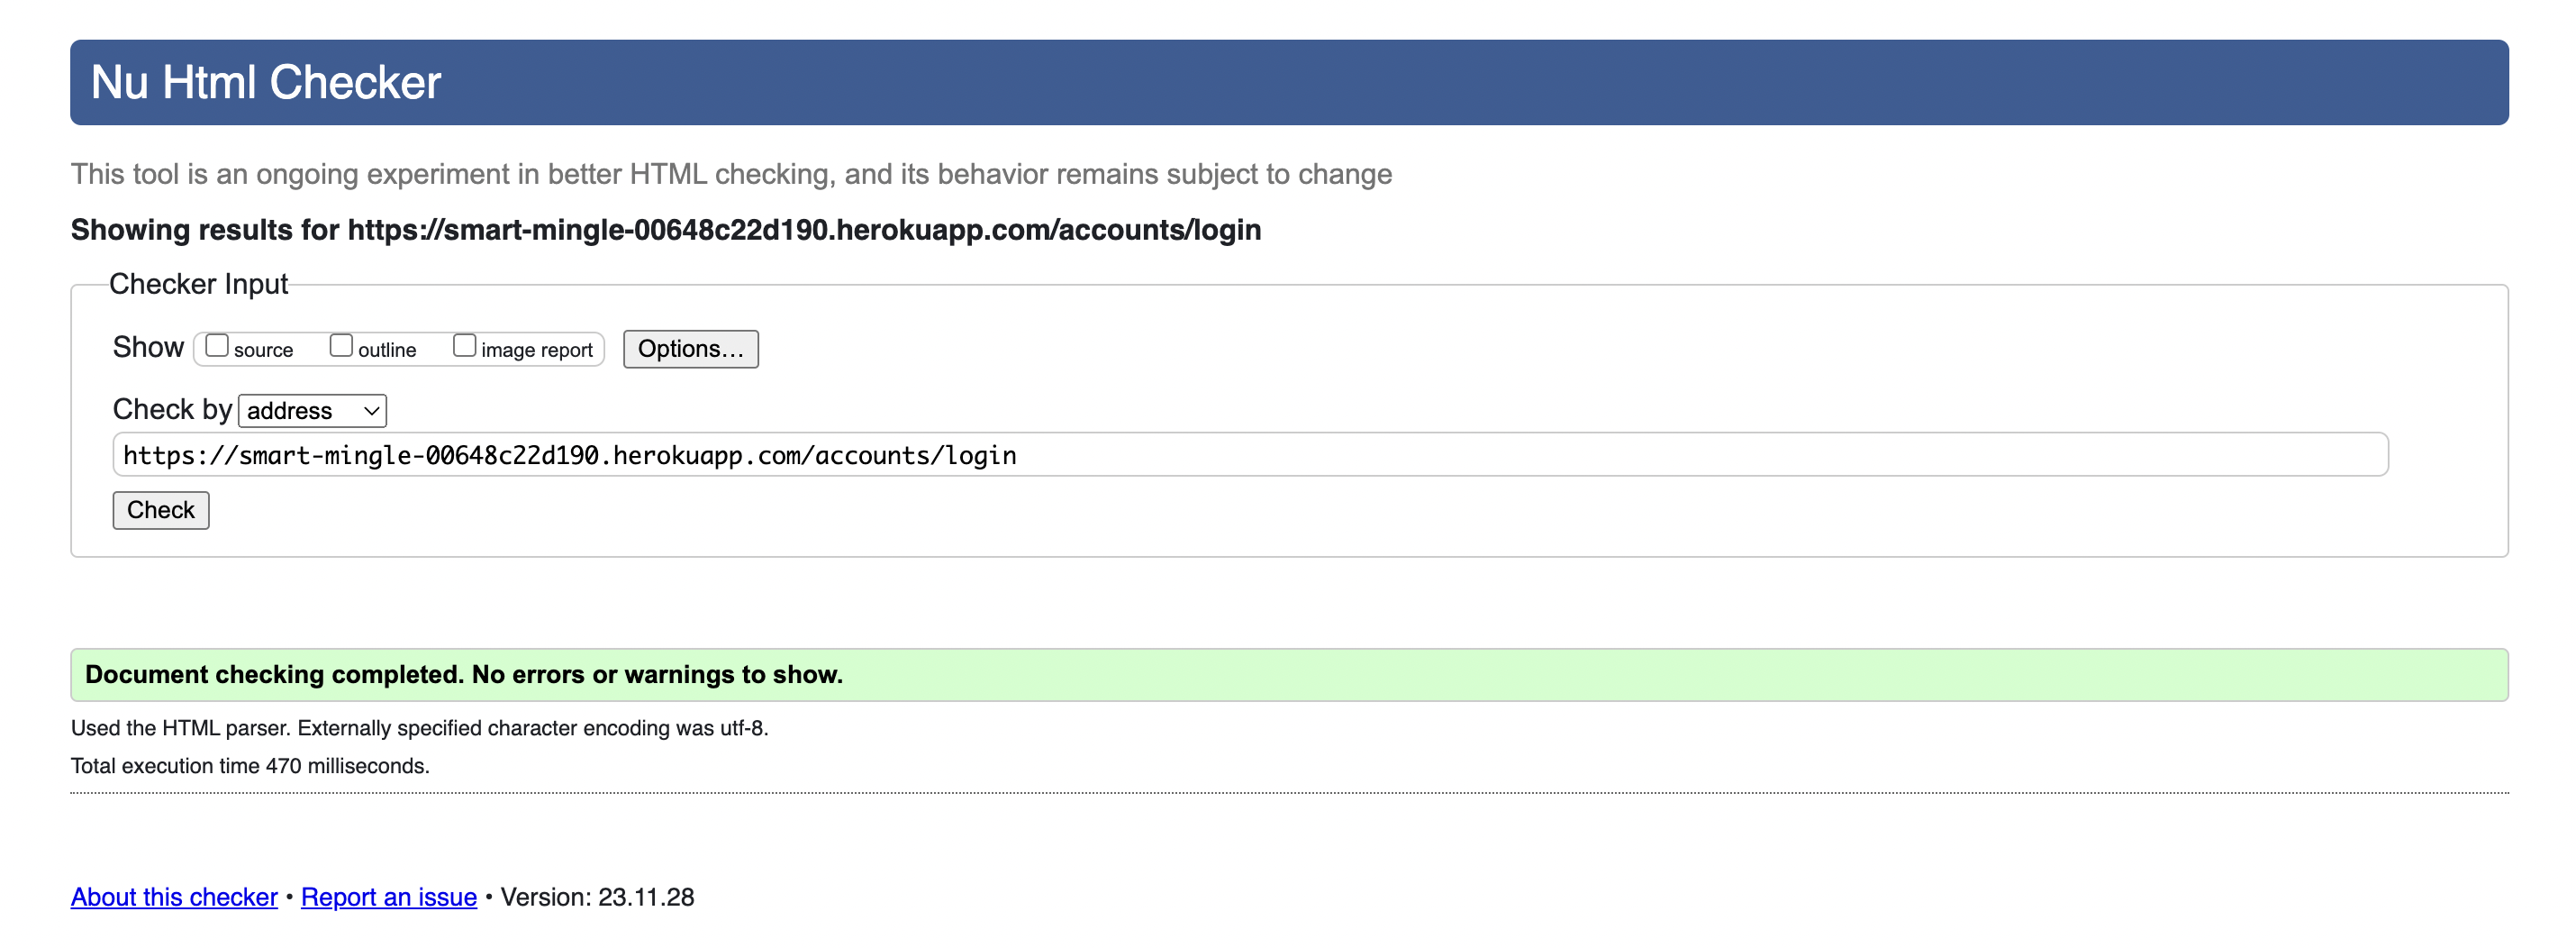 Nu Html Checker
This tool is an ongoing experiment in better HTML checking, and its behavior remains subject to change
Showing results for https://smart-mingle-00648c22d190.herokuapp.com/accounts/login
Checker Input
Show source outline image report Options...
Check by address
https://smart-mingle-00648c22d190.herokuapp.com/accounts/login
Check
Document checking completed. No errors or warnings to show.
Used the HTML parser. Externally specified character encoding was utf-8.
Total execution time 470 milliseconds.
About this checker • Report an issue • Version: 23.11.28